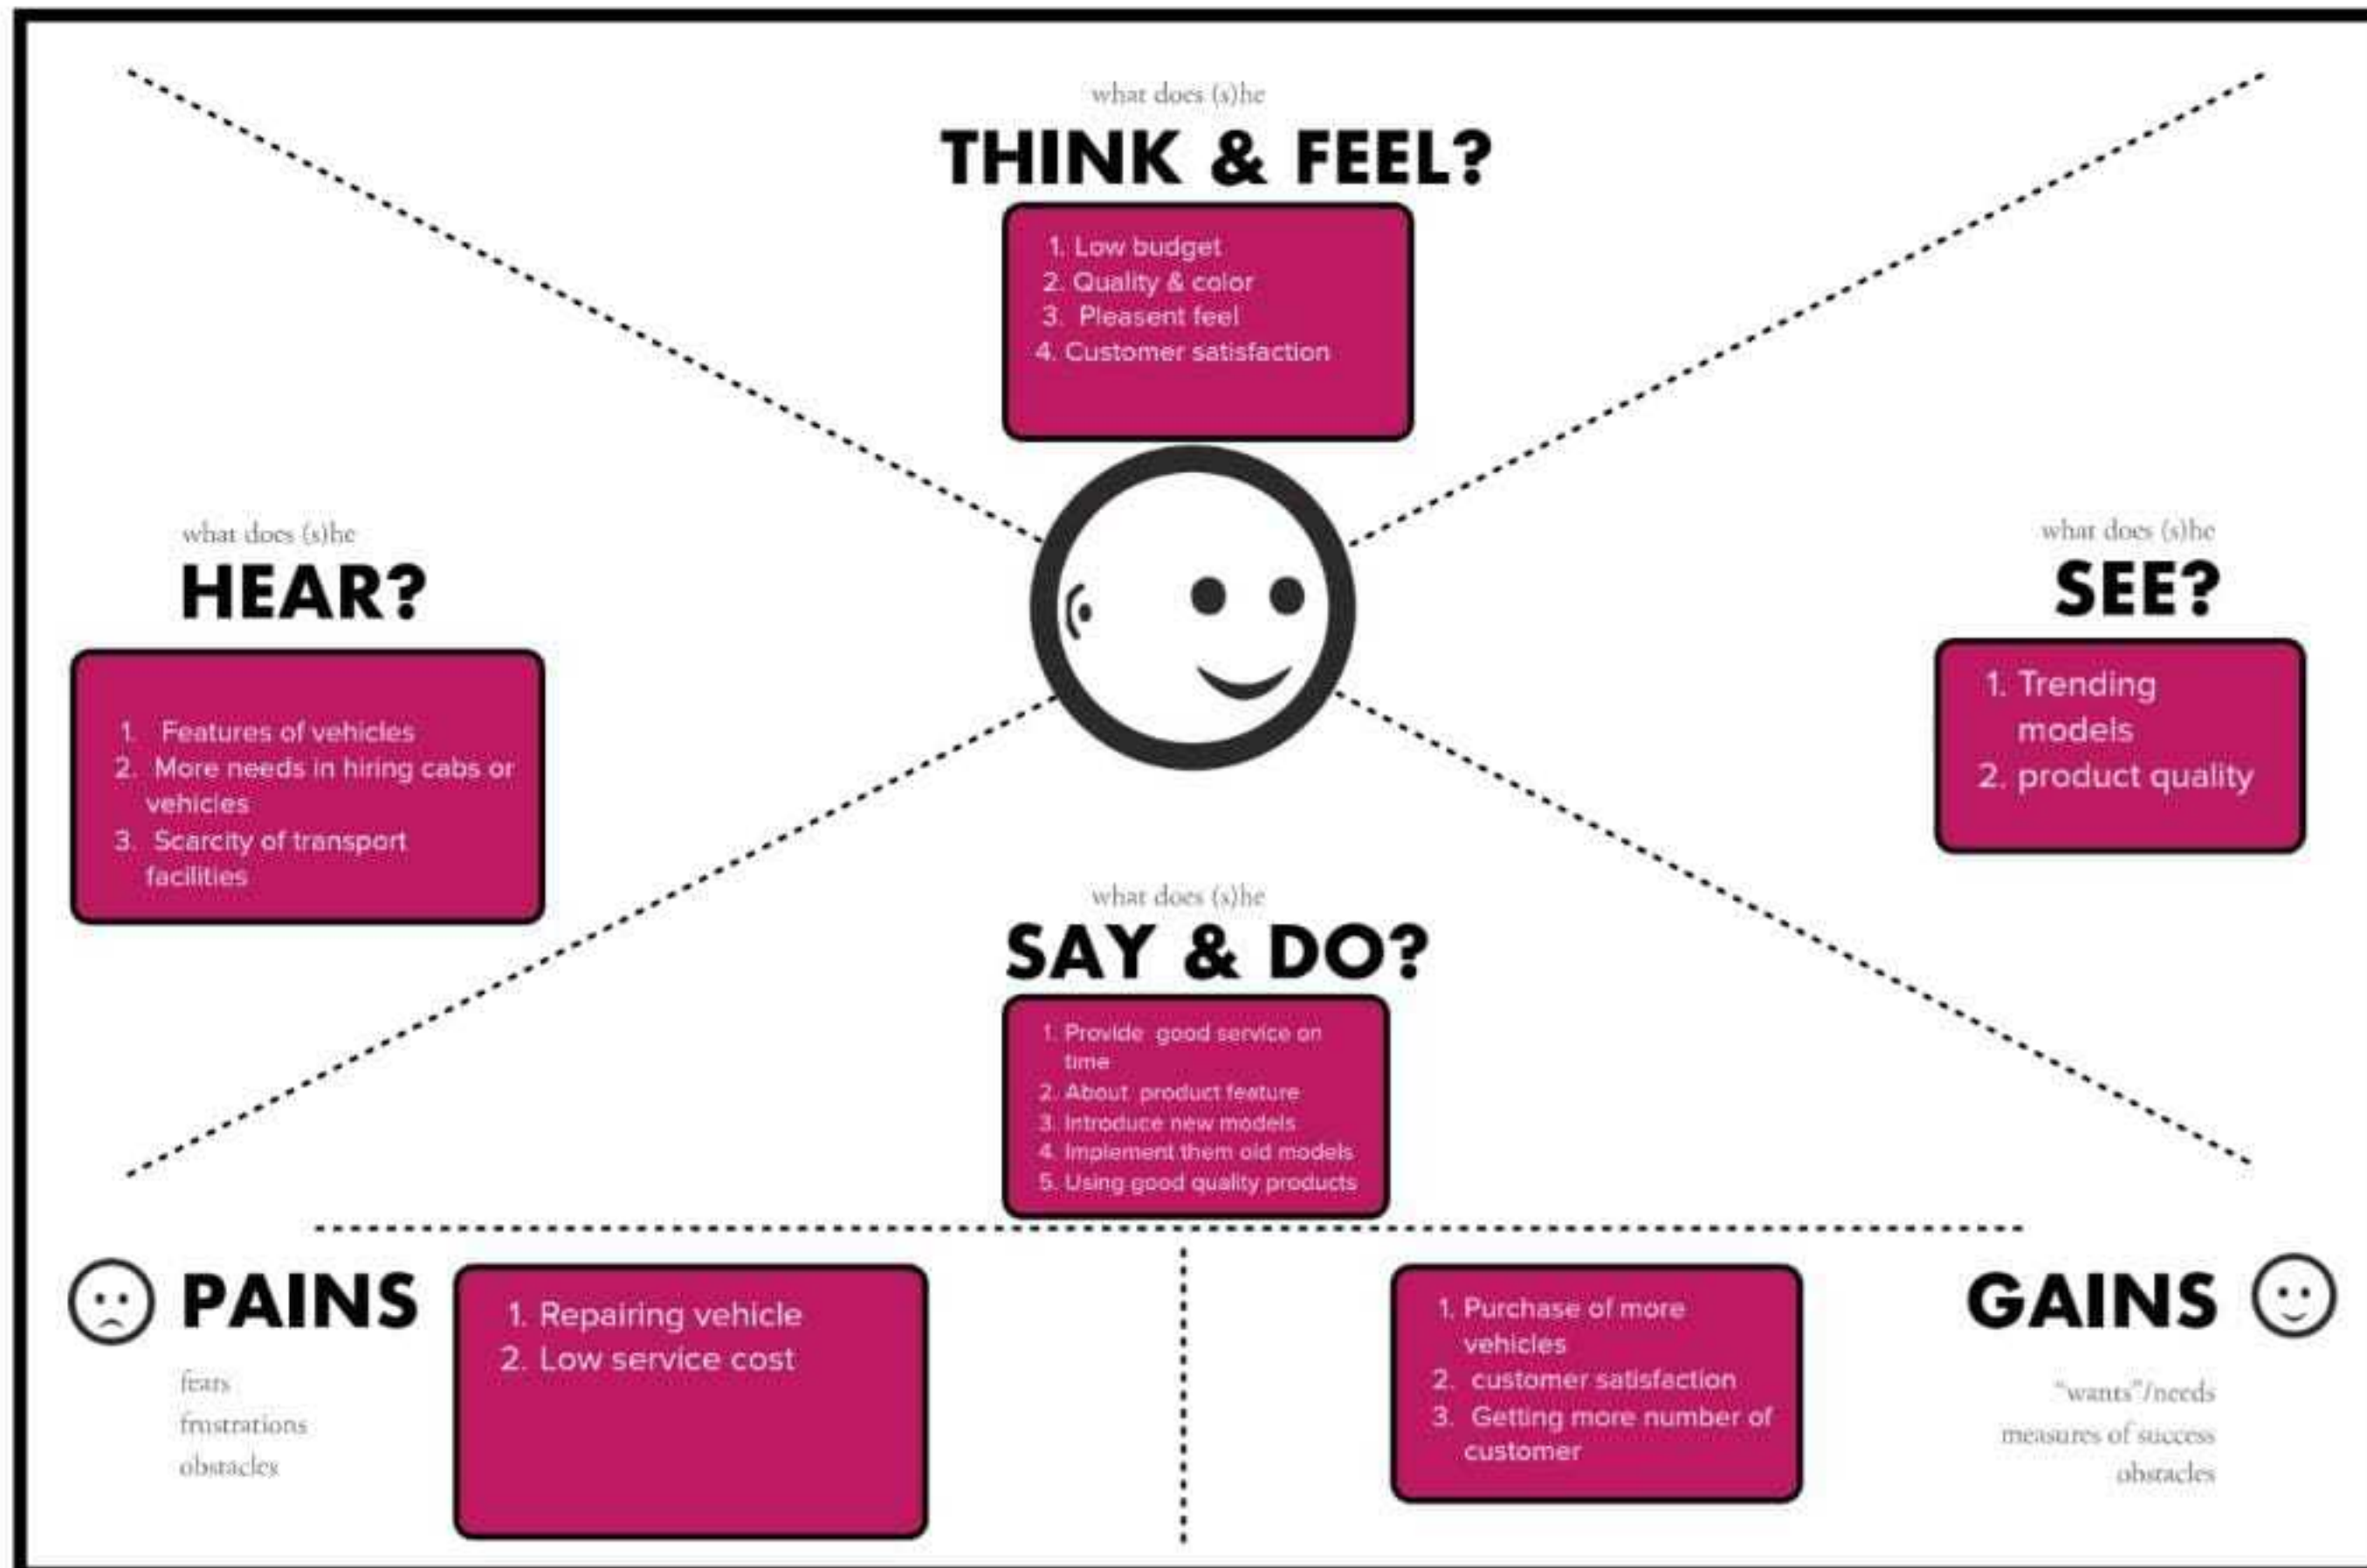 what does (s)he
THINK & FEEL?
1. Low budget
2. Quality & color
3. Pleasent feel
4. Customer satisfaction
what does (s)he
HEAR?
1. Features of vehicles
2. More needs in hiring cabs or
vehicles
3. Scarcity of transport
facilities
what does (s)he
SEE?
1. Trending
models
2. product quality
what does (s)he
SAY & DO?
1. Provide good service on
time
2. About product feature
3. Introduce new models
4. Implement them old models
5. Using good quality products
PAINS
fears
frustrations
obstacles
1. Repairing vehicle
2. Low service cost
1. Purchase of more
vehicles
2. customer satisfaction
3. Getting more number of
customer
GAINS
"wants"/needs
measures of success
obstacles